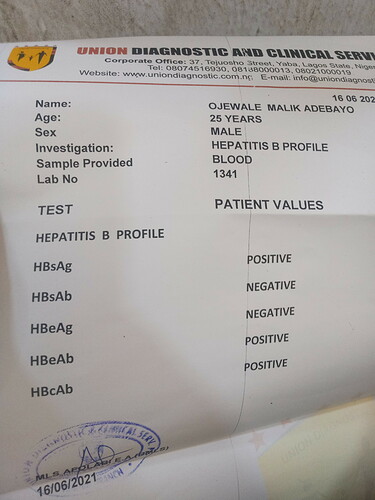 UNION DIAGNOSTIC AND CLINICAL SERV
Corporate Office: 37, Tejuosho Street, Yaba, Lagos State, Niger
Tel: 08074516930, 08138000013, 08021000019
Website: www.uniondiagnostic.com.ng E-mail: info@uniondiagnost
16 06 202
Name: OJEWALE MALIK ADEBAYO
Age: 25 YEARS
Sex MALE
Investigation: HEPATITIS B PROFILE
Sample Provided BLOOD
Lab No 1341
TEST PATIENT VALUES
HEPATITIS B PROFILE
HBsAg POSITIVE
HBsAb NEGATIVE
HBeAg NEGATIVE
HBeAb POSITIVE
HBcAb POSITIVE
16/06/2021